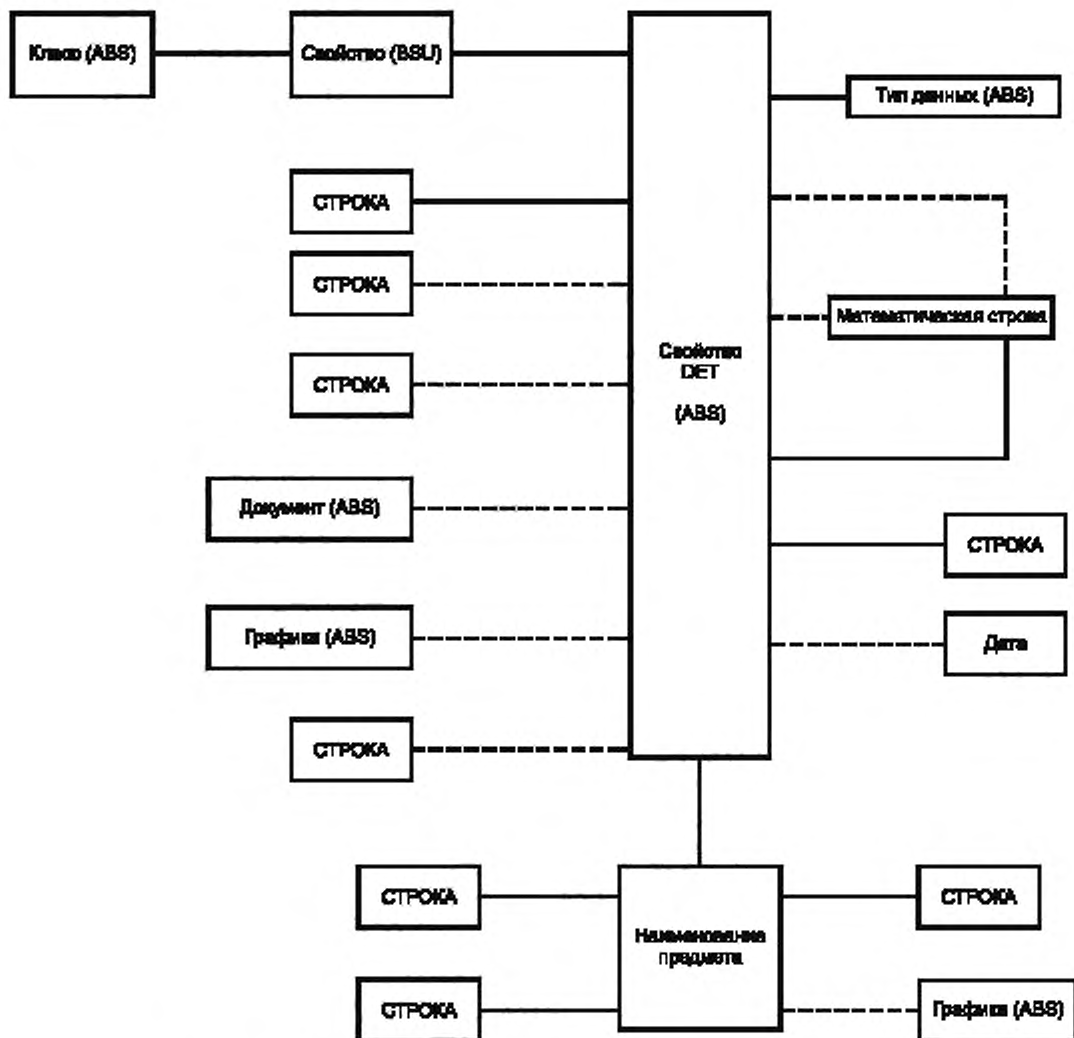 Класс (ABS)
Свойство (BSU)
Тип данных (ABS)
СТРОКА
СТРОКА
Математическая строка
Свойство
DET
(ABS)
СТРОКА
Документ (ABS)
СТРОКА
Графика (ABS)
Дата
СТРОКА
СТРОКА
СТРОКА
Наименование
предмета
СТРОКА
Графика (ABS)